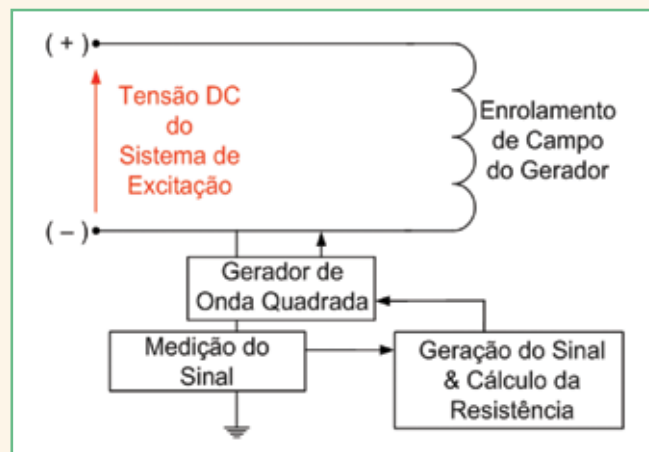 (+)
Tensão DC
do
Sistema de
Excitação
Enrolamento
de Campo
do Gerador
(–)
Gerador de
Onda Quadrada
Medição do
Sinal
Geração do Sinal
& Cálculo da
Resistência